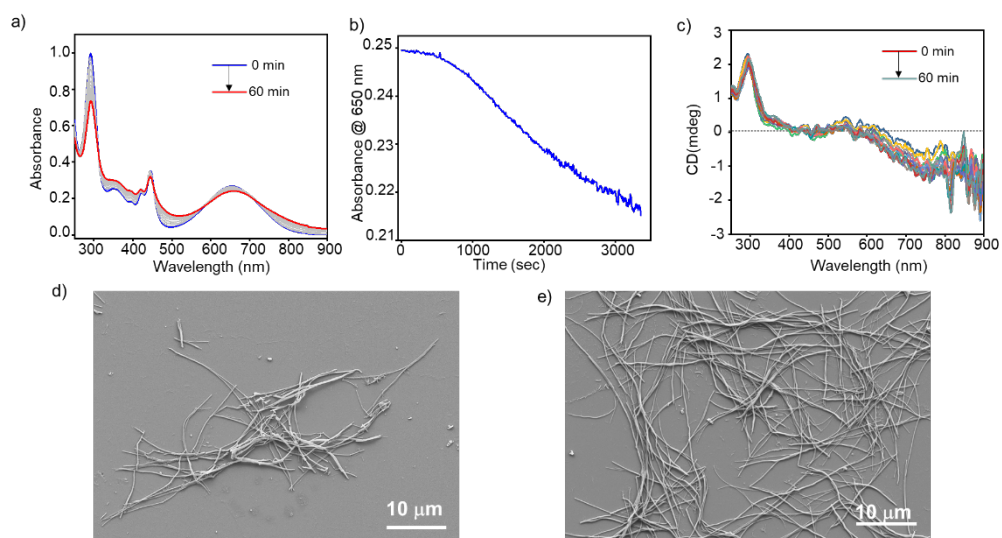 a)
Absorbance
1.0
0.8
0.6
0.4
0.2
0.0
0 min
60 min
300 400 500 600 700 800 900
Wavelength (nm)
b)
Absorbance @ 650 nm
0.25
0.24
0.23
0.22
0.21
0 1000 2000 3000
Time (sec)
c)
CD(mdeg)
3
2
1
0
-1
-2
-3
0 min
60 min
300 400 500 600 700 800 900
Wavelength (nm)
d)
10 μm
e)
10 μm